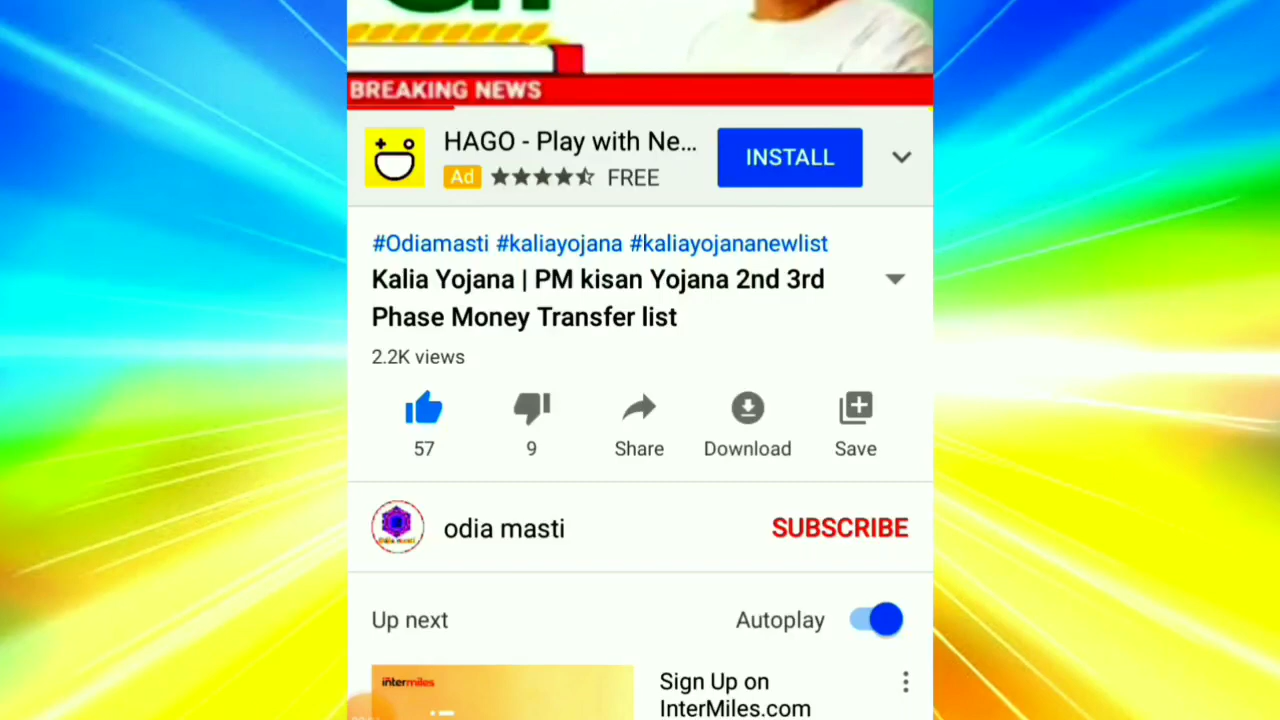 BREAKING NEWS
HAGO - Play with Ne...
INSTALL
Ad
FREE
#Odiamasti #kaliayojana #kaliayojananewlist
Kalia Yojana | PM kisan Yojana 2nd 3rd
Phase Money Transfer list
2.2K views
57
9
Share
Download
Save
odia masti
SUBSCRIBE
Up next
Autoplay
intermiles
Sign Up on
InterMiles.com